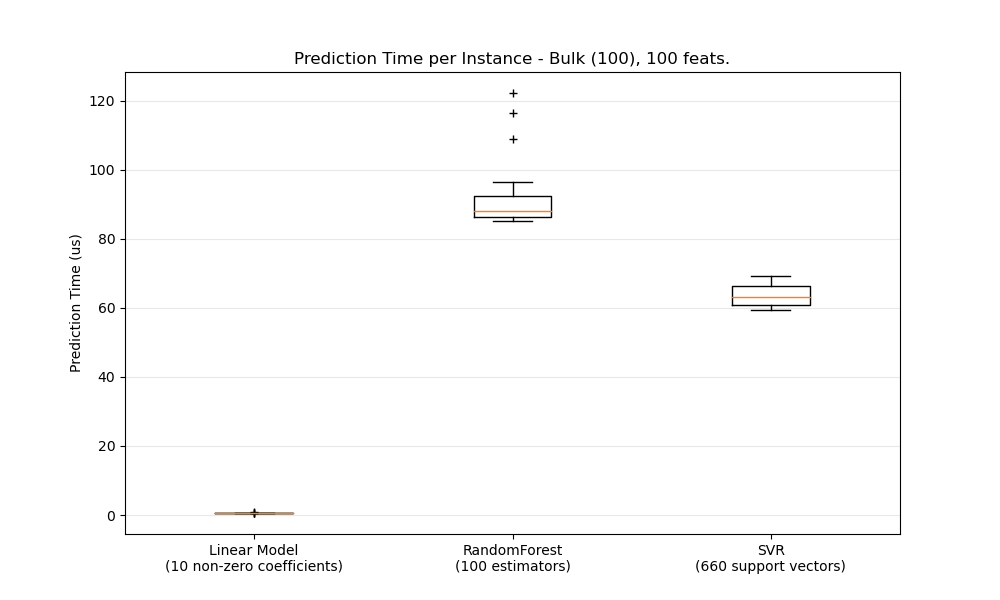 Prediction Time per Instance - Bulk (100), 100 feats.
Prediction Time (us)
120
100
80
60
40
20
0
Linear Model
(10 non-zero coefficients)
RandomForest
(100 estimators)
SVR
(660 support vectors)